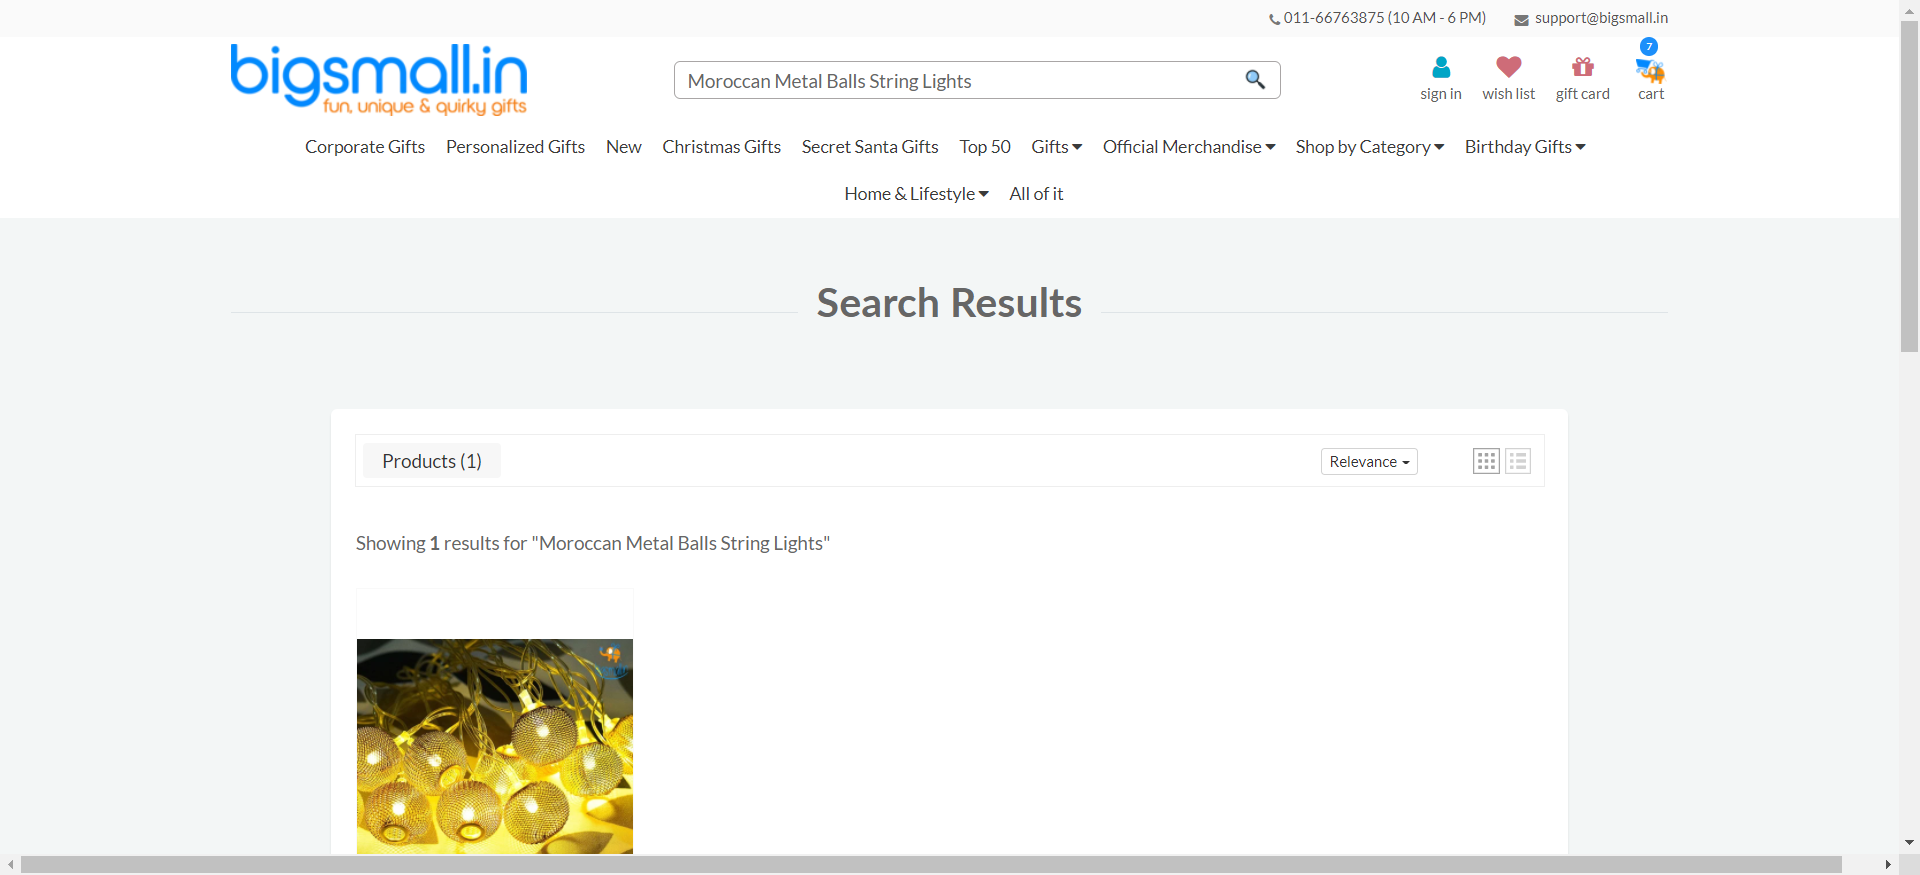 011-66763875 (10 AM - 6 PM) support@bigsmall.in
bigsmall.in
fun, unique & quirky gifts
Moroccan Metal Balls String Lights
7
sign in wish list gift card cart
Corporate Gifts Personalized Gifts New Christmas Gifts Secret Santa Gifts Top 50 Gifts Official Merchandise Shop by Category Birthday Gifts
Home & Lifestyle All of it
Search Results
Products (1) Relevance
Showing 1 results for "Moroccan Metal Balls String Lights"